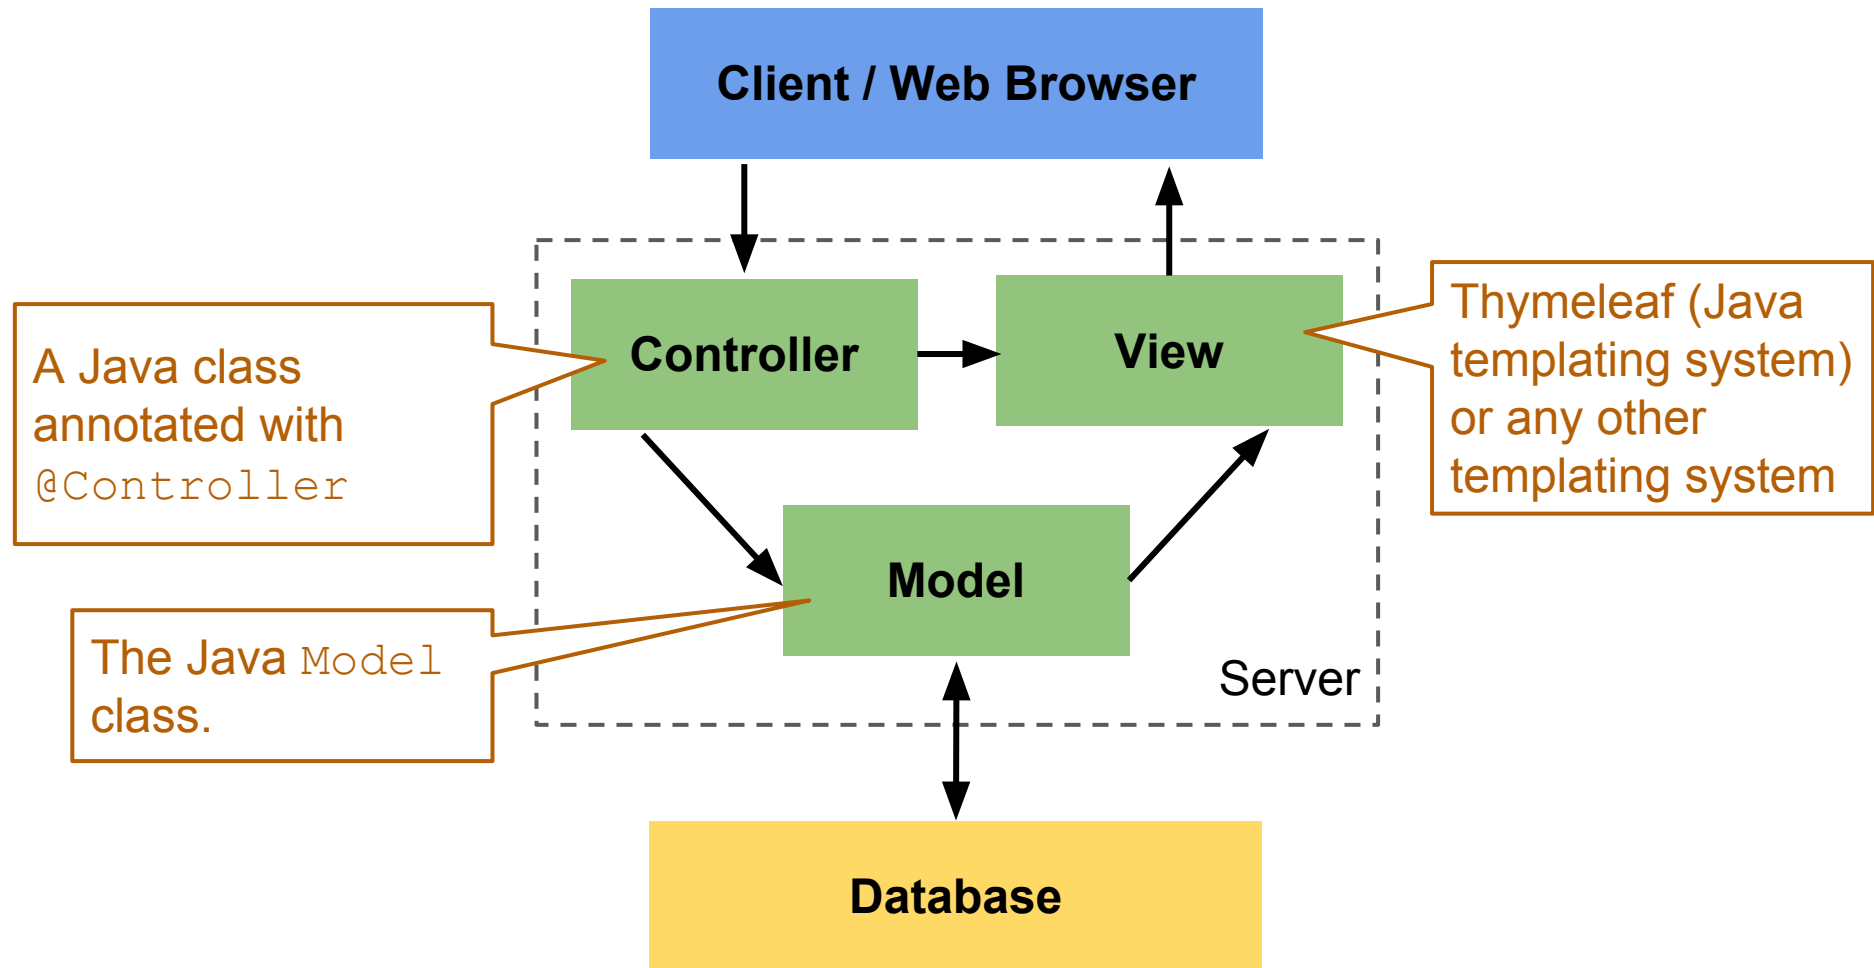 Client / Web Browser
A Java class
annotated with
@Controller
Controller
View
Thymeleaf (Java
templating system)
or any other
templating system
The Java Model
class.
Model
Server
Database